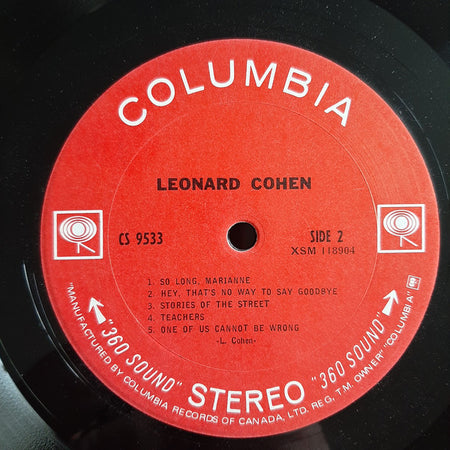 COLUMBIA
LEONARD COHEN
CS 9533
SIDE 2
XSM 118904
1. SO LONG, MARIANNE
2. HEY, THAT'S NO WAY TO SAY GOODBYE
3. STORIES OF THE STREET
4. TEACHERS
5. ONE OF US CANNOT BE WRONG
-L. Cohen-
"360 SOUND" STEREO "360 SOUND"
"MANUFACTURED BY COLUMBIA RECORDS OF CANADA, LTD. REG. T.M. OWNER" "COLUMBIA"